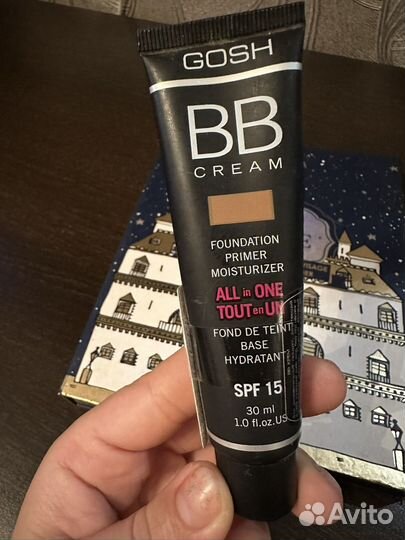 GOSH
BB
CREAM
FOUNDATION
PRIMER
MOISTURIZER
ALL in ONE
TOUT en UN
FOND DE TEINT
BASE
HYDRATANT
SPF 15
30 ml
1.0 fl.oz.US
VILLAGE
Avito